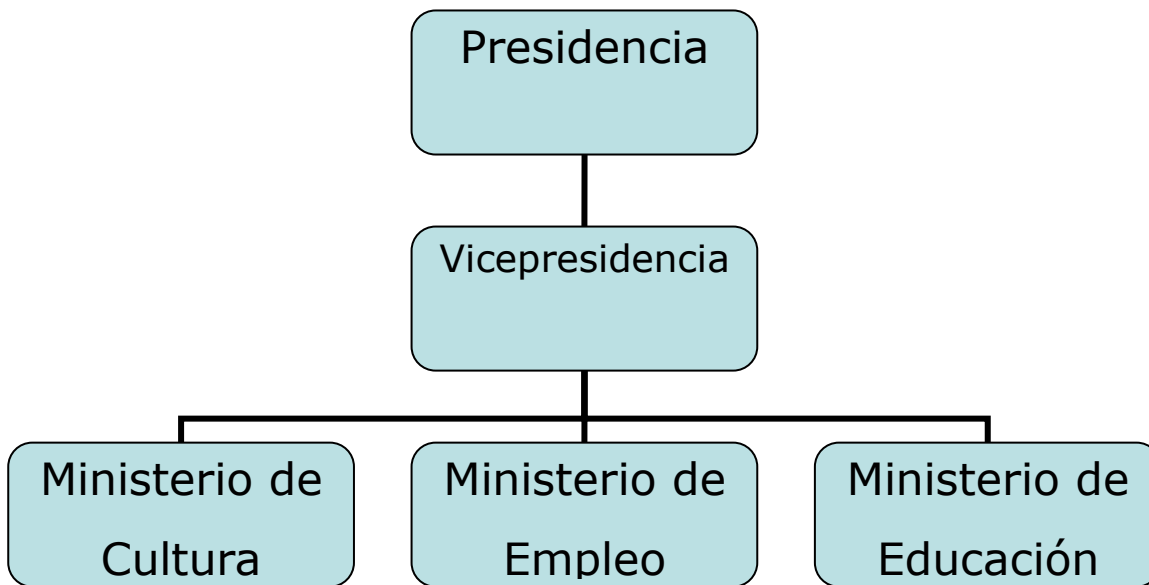 Presidencia
Vicepresidencia
Ministerio de
Cultura
Ministerio de
Empleo
Ministerio de
Educación